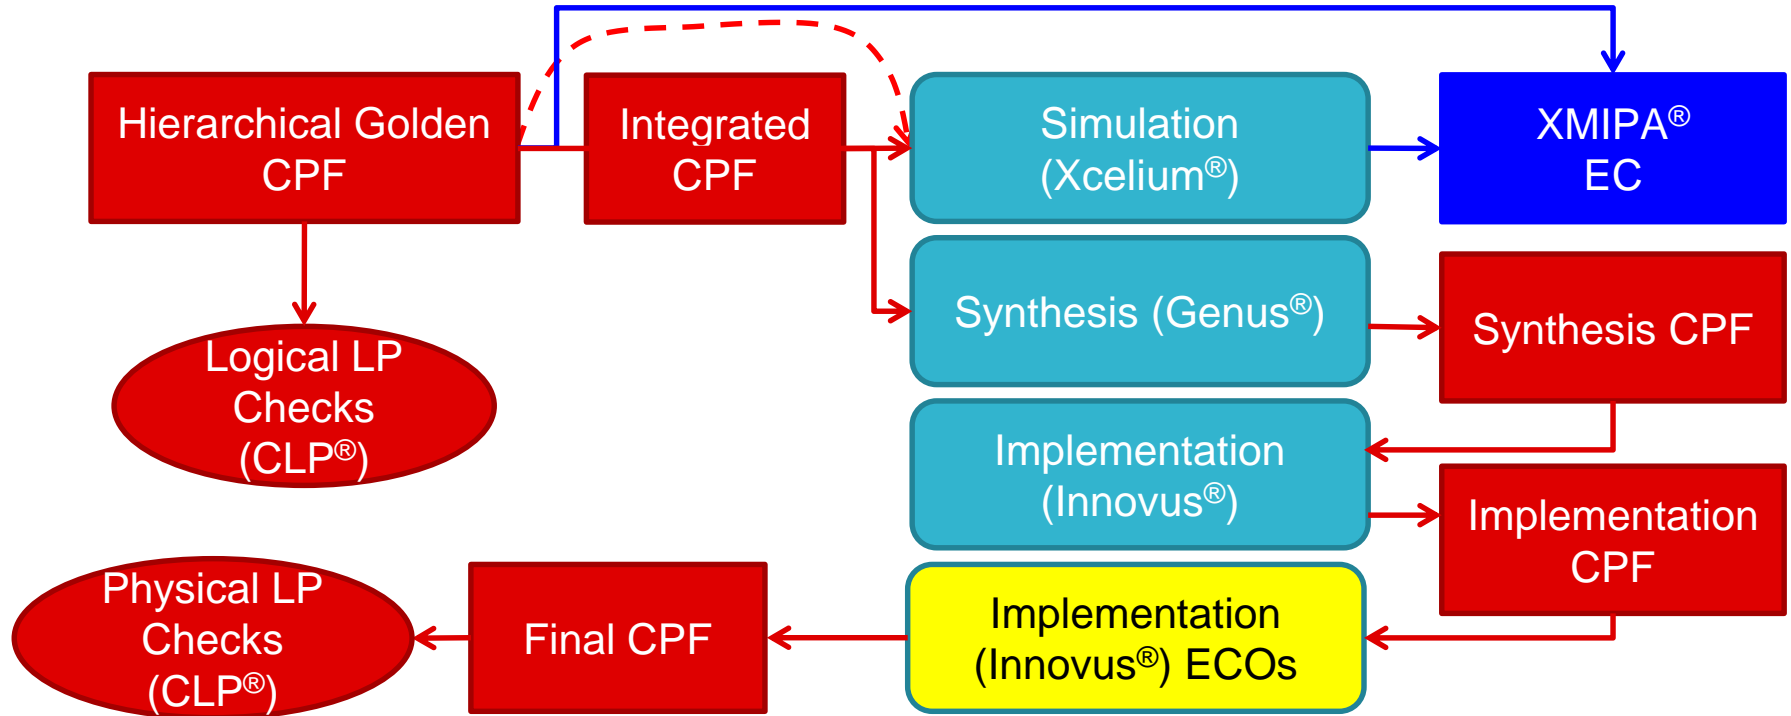 Hierarchical Golden
CPF
Integrated
CPF
Simulation
(Xcelium®)
XMIPA®
EC
Synthesis (Genus®)
Synthesis CPF
Logical LP
Checks
(CLP®)
Implementation
(Innovus®)
Implementation
CPF
Implementation
(Innovus®) ECOs
Final CPF
Physical LP
Checks
(CLP®)